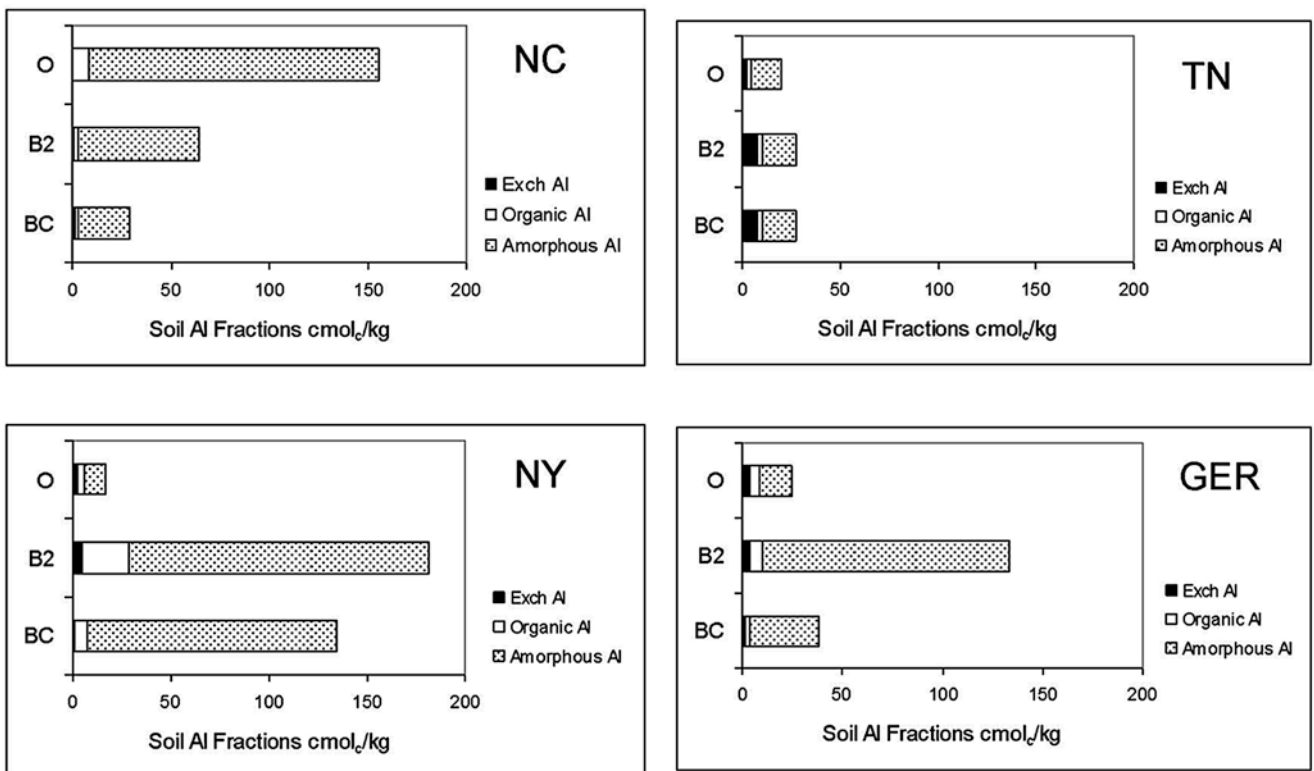 NC
O
B2
BC
Exch Al
Organic Al
Amorphous Al
0 50 100 150 200
Soil Al Fractions cmolc/kg
TN
O
B2
BC
Exch Al
Organic Al
Amorphous Al
0 50 100 150 200
Soil Al Fractions cmolc/kg
NY
O
B2
BC
Exch Al
Organic Al
Amorphous Al
0 50 100 150 200
Soil Al Fractions cmolc/kg
GER
O
B2
BC
Exch Al
Organic Al
Amorphous Al
0 50 100 150 200
Soil Al Fractions cmolc/kg